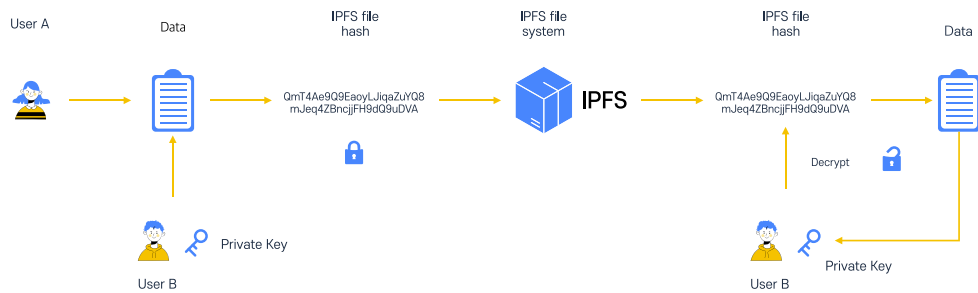 User A
Data
IPFS file
hash
IPFS file
system
IPFS file
hash
Data
QmT4Ae9Q9EaoyLJiqaZuYQ8
mJeq4ZBncjjFH9dQ9uDVA
IPFS
QmT4Ae9Q9EaoyLJiqaZuYQ8
mJeq4ZBncjjFH9dQ9uDVA
Decrypt
Private Key
User B
Private Key
User B